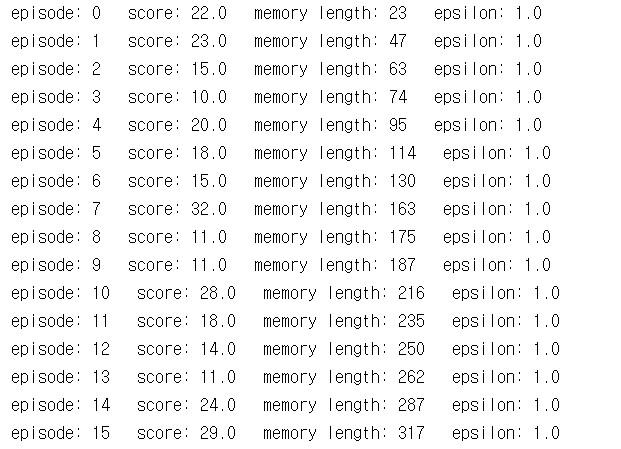 episode: 0   score: 22.0   memory length: 23   epsilon: 1.0
episode: 1   score: 23.0   memory length: 47   epsilon: 1.0
episode: 2   score: 15.0   memory length: 63   epsilon: 1.0
episode: 3   score: 10.0   memory length: 74   epsilon: 1.0
episode: 4   score: 20.0   memory length: 95   epsilon: 1.0
episode: 5   score: 18.0   memory length: 114   epsilon: 1.0
episode: 6   score: 15.0   memory length: 130   epsilon: 1.0
episode: 7   score: 32.0   memory length: 163   epsilon: 1.0
episode: 8   score: 11.0   memory length: 175   epsilon: 1.0
episode: 9   score: 11.0   memory length: 187   epsilon: 1.0
episode: 10   score: 28.0   memory length: 216   epsilon: 1.0
episode: 11   score: 18.0   memory length: 235   epsilon: 1.0
episode: 12   score: 14.0   memory length: 250   epsilon: 1.0
episode: 13   score: 11.0   memory length: 262   epsilon: 1.0
episode: 14   score: 24.0   memory length: 287   epsilon: 1.0
episode: 15   score: 29.0   memory length: 317   epsilon: 1.0